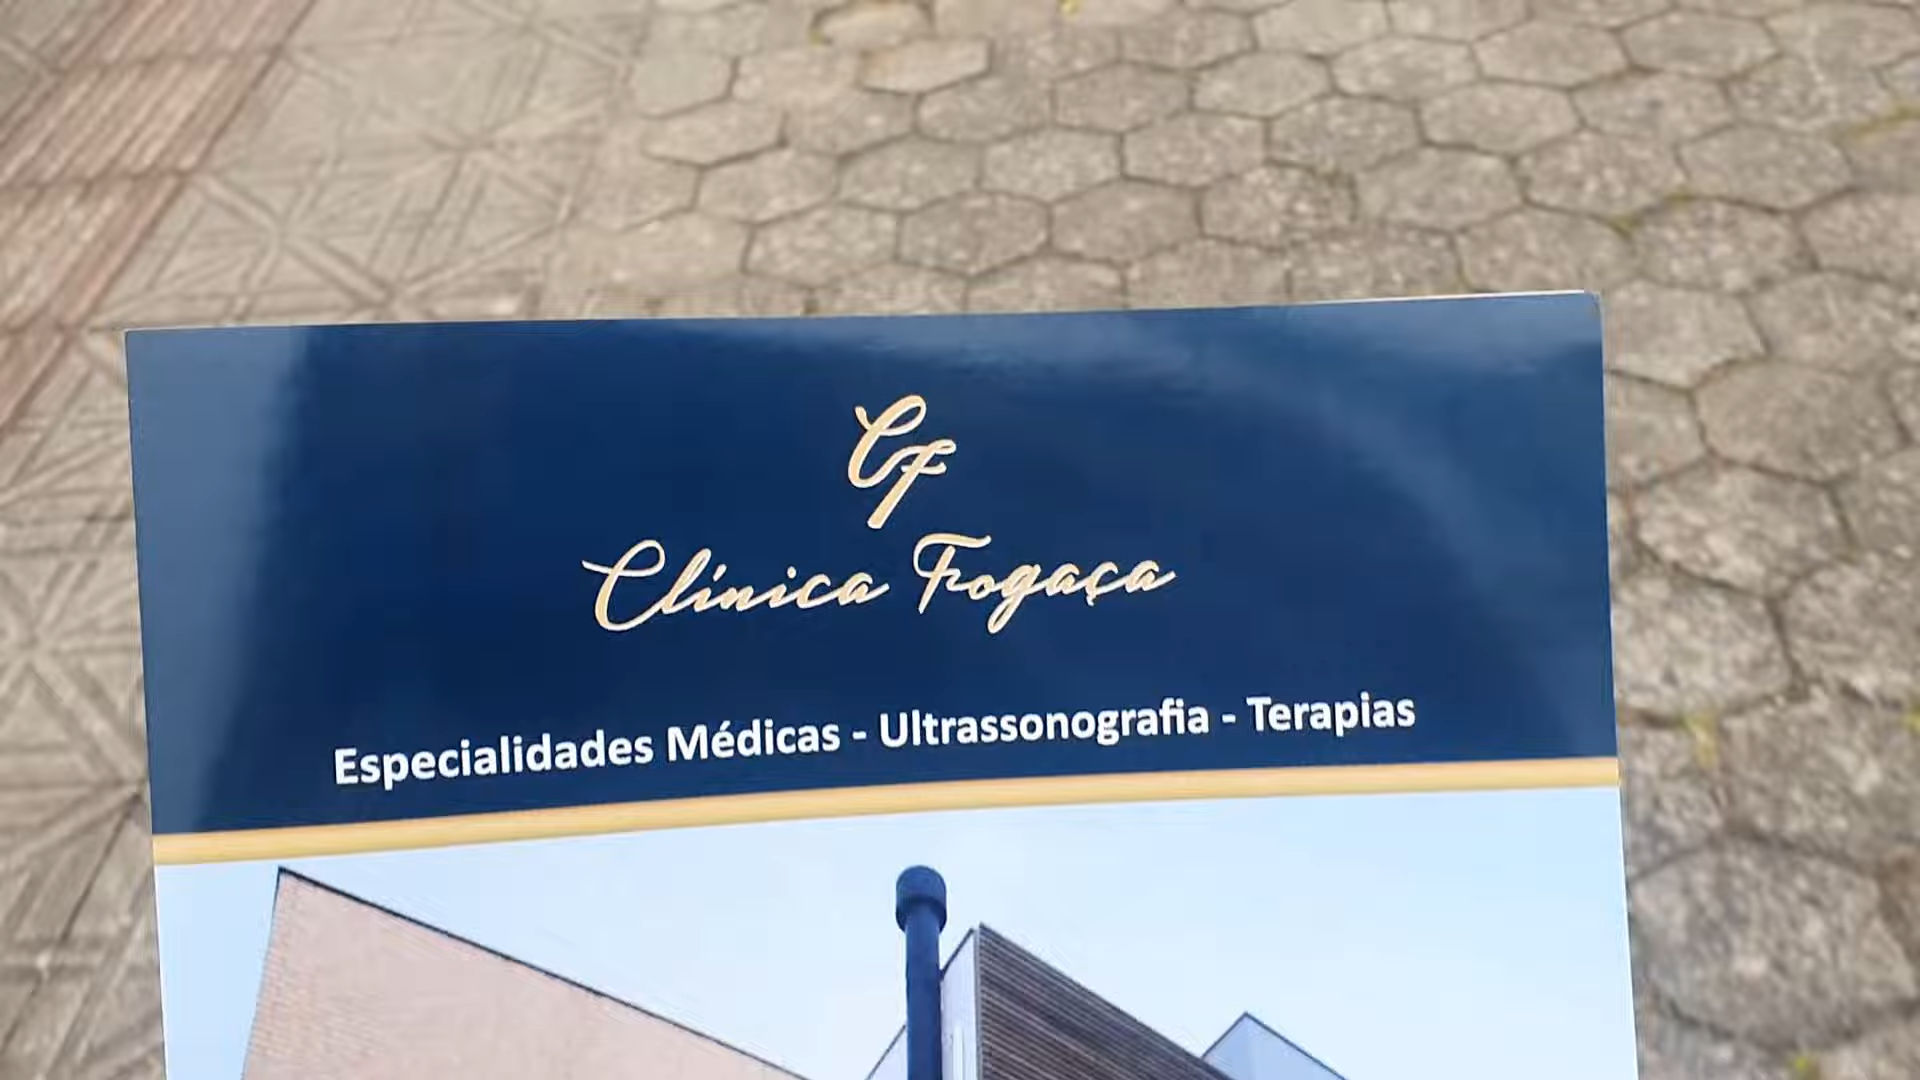 CF
Clínica Fogaça
Especialidades Médicas - Ultrassonografia - Terapias